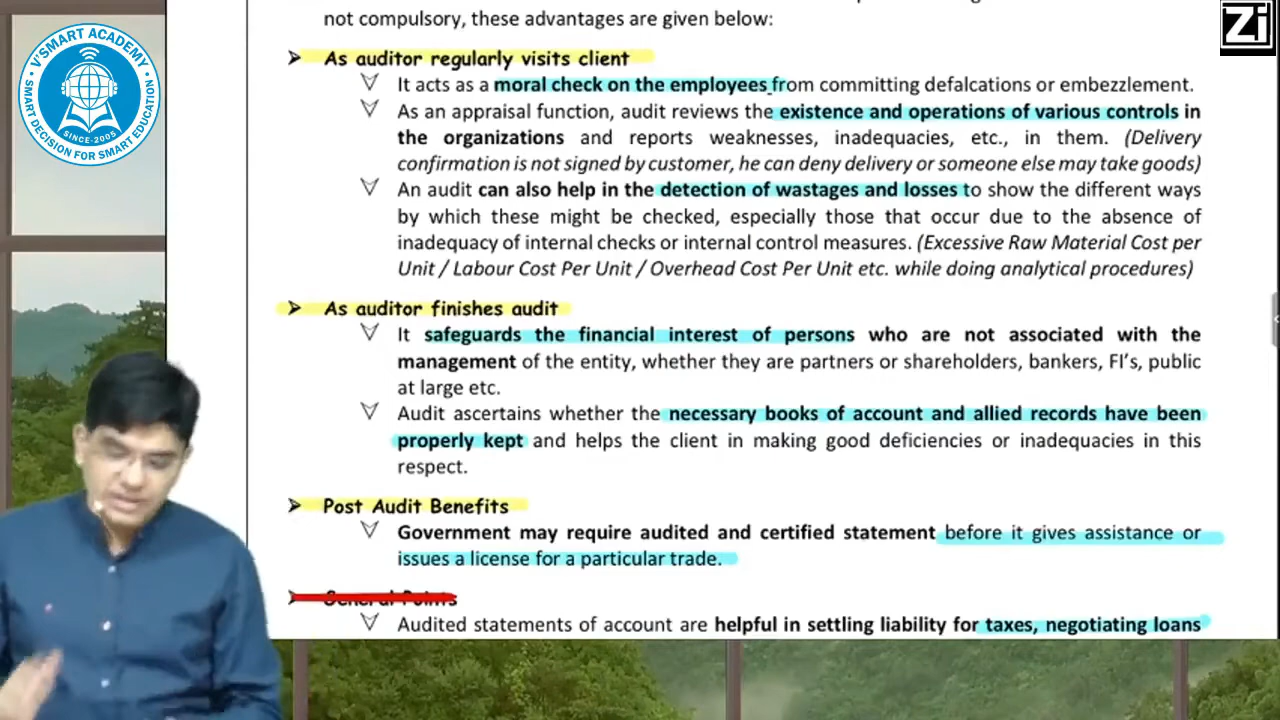 V'SMART ACADEMY
SMART DECISION FOR SMART EDUCATION
SINCE-2005
Zi
not compulsory, these advantages are given below:
➢ As auditor regularly visits client
It acts as a moral check on the employees from committing defalcations or embezzlement.
As an appraisal function, audit reviews the existence and operations of various controls in
the organizations and reports weaknesses, inadequacies, etc., in them. (Delivery
confirmation is not signed by customer, he can deny delivery or someone else may take goods)
An audit can also help in the detection of wastages and losses to show the different ways
by which these might be checked, especially those that occur due to the absence of
inadequacy of internal checks or internal control measures. (Excessive Raw Material Cost per
Unit / Labour Cost Per Unit / Overhead Cost Per Unit etc. while doing analytical procedures)
➢ As auditor finishes audit
It safeguards the financial interest of persons who are not associated with the
management of the entity, whether they are partners or shareholders, bankers, FI's, public
at large etc.
Audit ascertains whether the necessary books of account and allied records have been
properly kept and helps the client in making good deficiencies or inadequacies in this
respect.
➢ Post Audit Benefits
Government may require audited and certified statement before it gives assistance or
issues a license for a particular trade.
➢ General Points
Audited statements of account are helpful in settling liability for taxes, negotiating loans